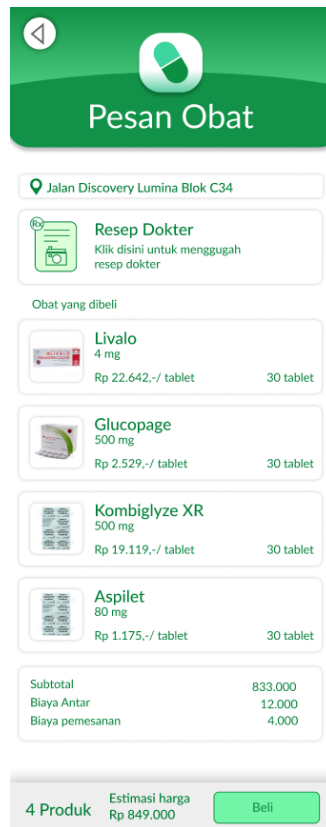 Pesan Obat
Jalan Discovery Lumina Blok C34
Rx
Resep Dokter
Klik disini untuk menggugah
resep dokter
Obat yang dibeli
Livalo
4 mg
Rp 22.642,-/ tablet 30 tablet
Glucopage
500 mg
Rp 2.529,-/ tablet 30 tablet
Kombiglyze XR
500 mg
Rp 19.119,-/ tablet 30 tablet
Aspilet
80 mg
Rp 1.175,-/ tablet 30 tablet
Subtotal 833.000
Biaya Antar 12.000
Biaya pemesanan 4.000
4 Produk
Estimasi harga
Rp 849.000
Beli